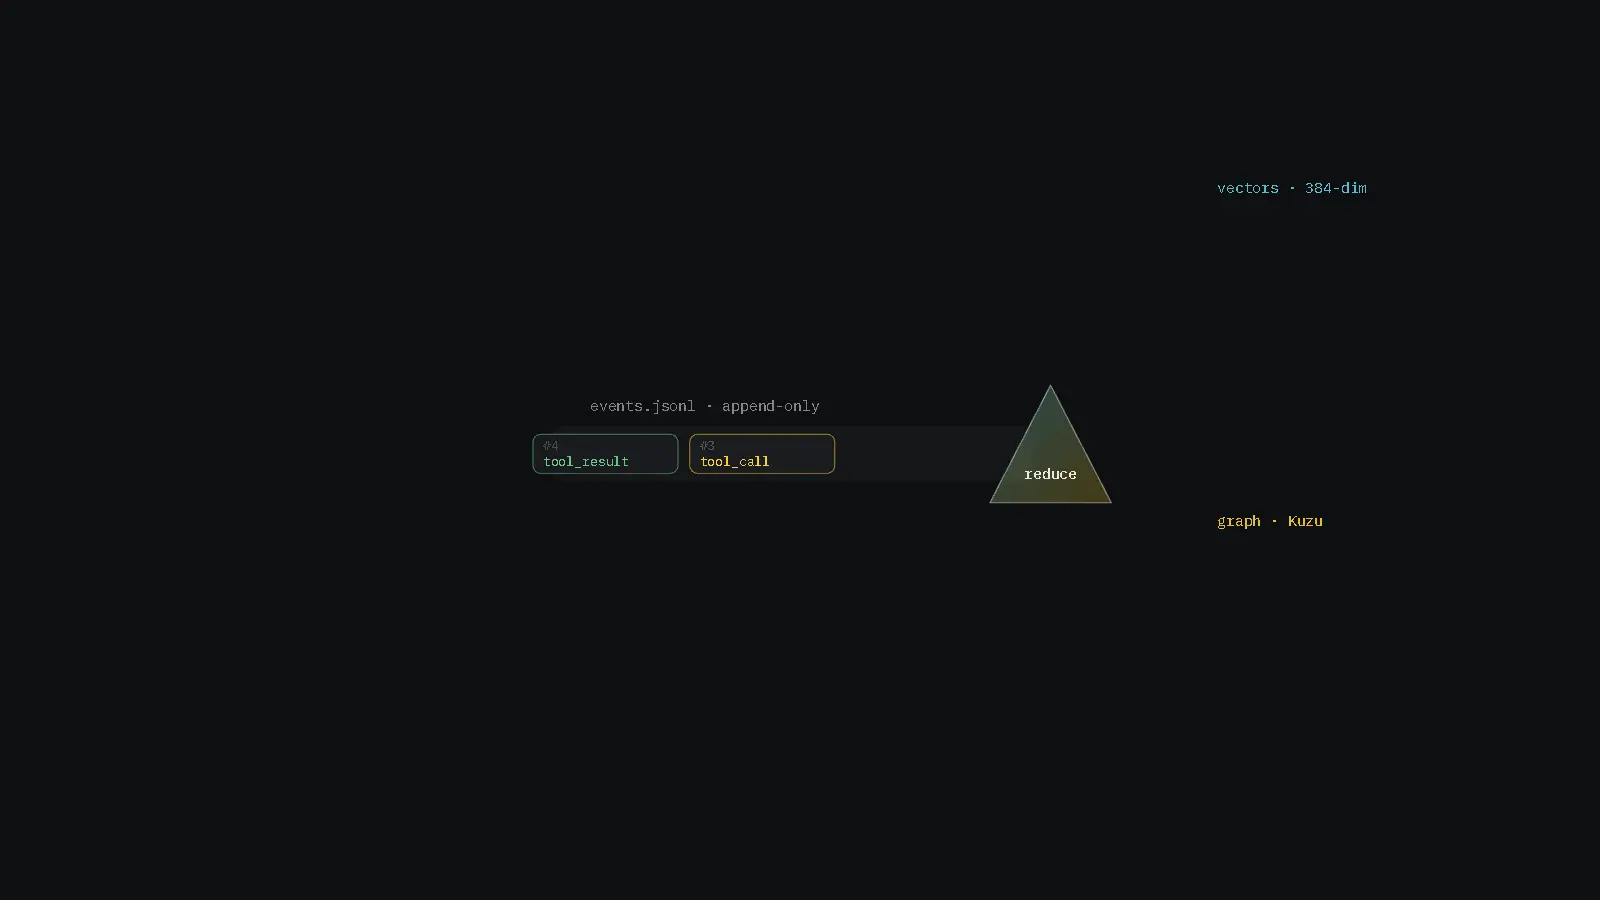 vectors · 384-dim
events.jsonl · append-only
#4
tool_result
#3
tool_call
reduce
graph · Kuzu